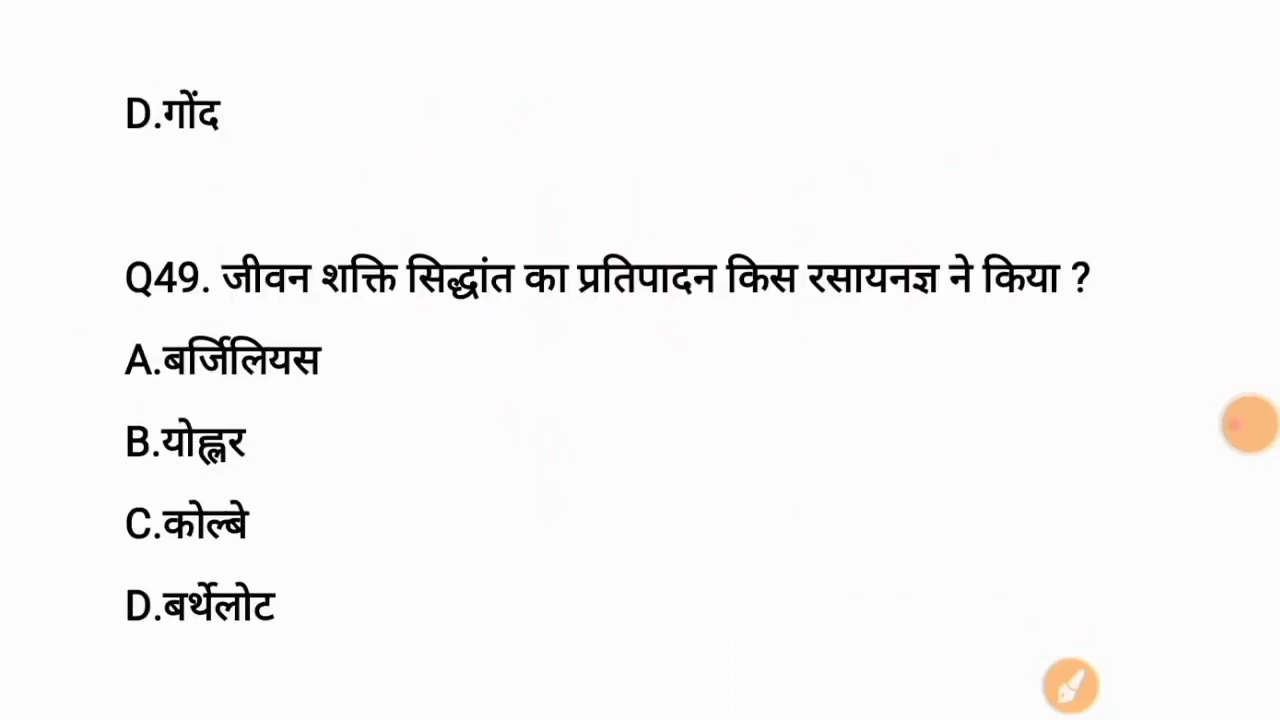 D.गोंद
Q49. जीवन शक्ति सिद्धांत का प्रतिपादन किस रसायनज्ञ ने किया ?
A.बर्जिलियस
B.योह्लर
C.कोल्बे
D.बर्थेलोट